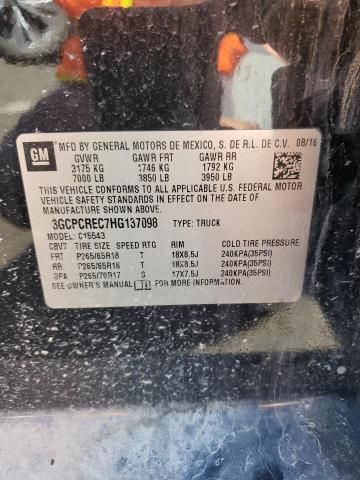 GM
MFD BY GENERAL MOTORS DE MEXICO, S. DE R.L. DE C.V. 08/16
GVWR GAWR FRT GAWR RR
3175 KG 1746 KG 1792 KG
7000 LB 3850 LB 3950 LB
THIS VEHICLE CONFORMS TO ALL APPLICABLE U.S. FEDERAL MOTOR
VEHICLE SAFETY STANDARDS IN EFFECT ON THE DATE OF
MANUFACTURE SHOWN ABOVE.
3GCPCREC7HG137098 TYPE: TRUCK
MODEL: C15543
CBV7 TIRE SIZE SPEED RTG RIM COLD TIRE PRESSURE
FRT P265/65R18 T 18X8.5J 240KPA(35PSI)
RR P265/65R18 T 18X8.5J 240KPA(35PSI)
SPA P265/70R17 S 17X7.5J 240KPA(35PSI)
SEE OWNER'S MANUAL FOR MORE INFORMATION.